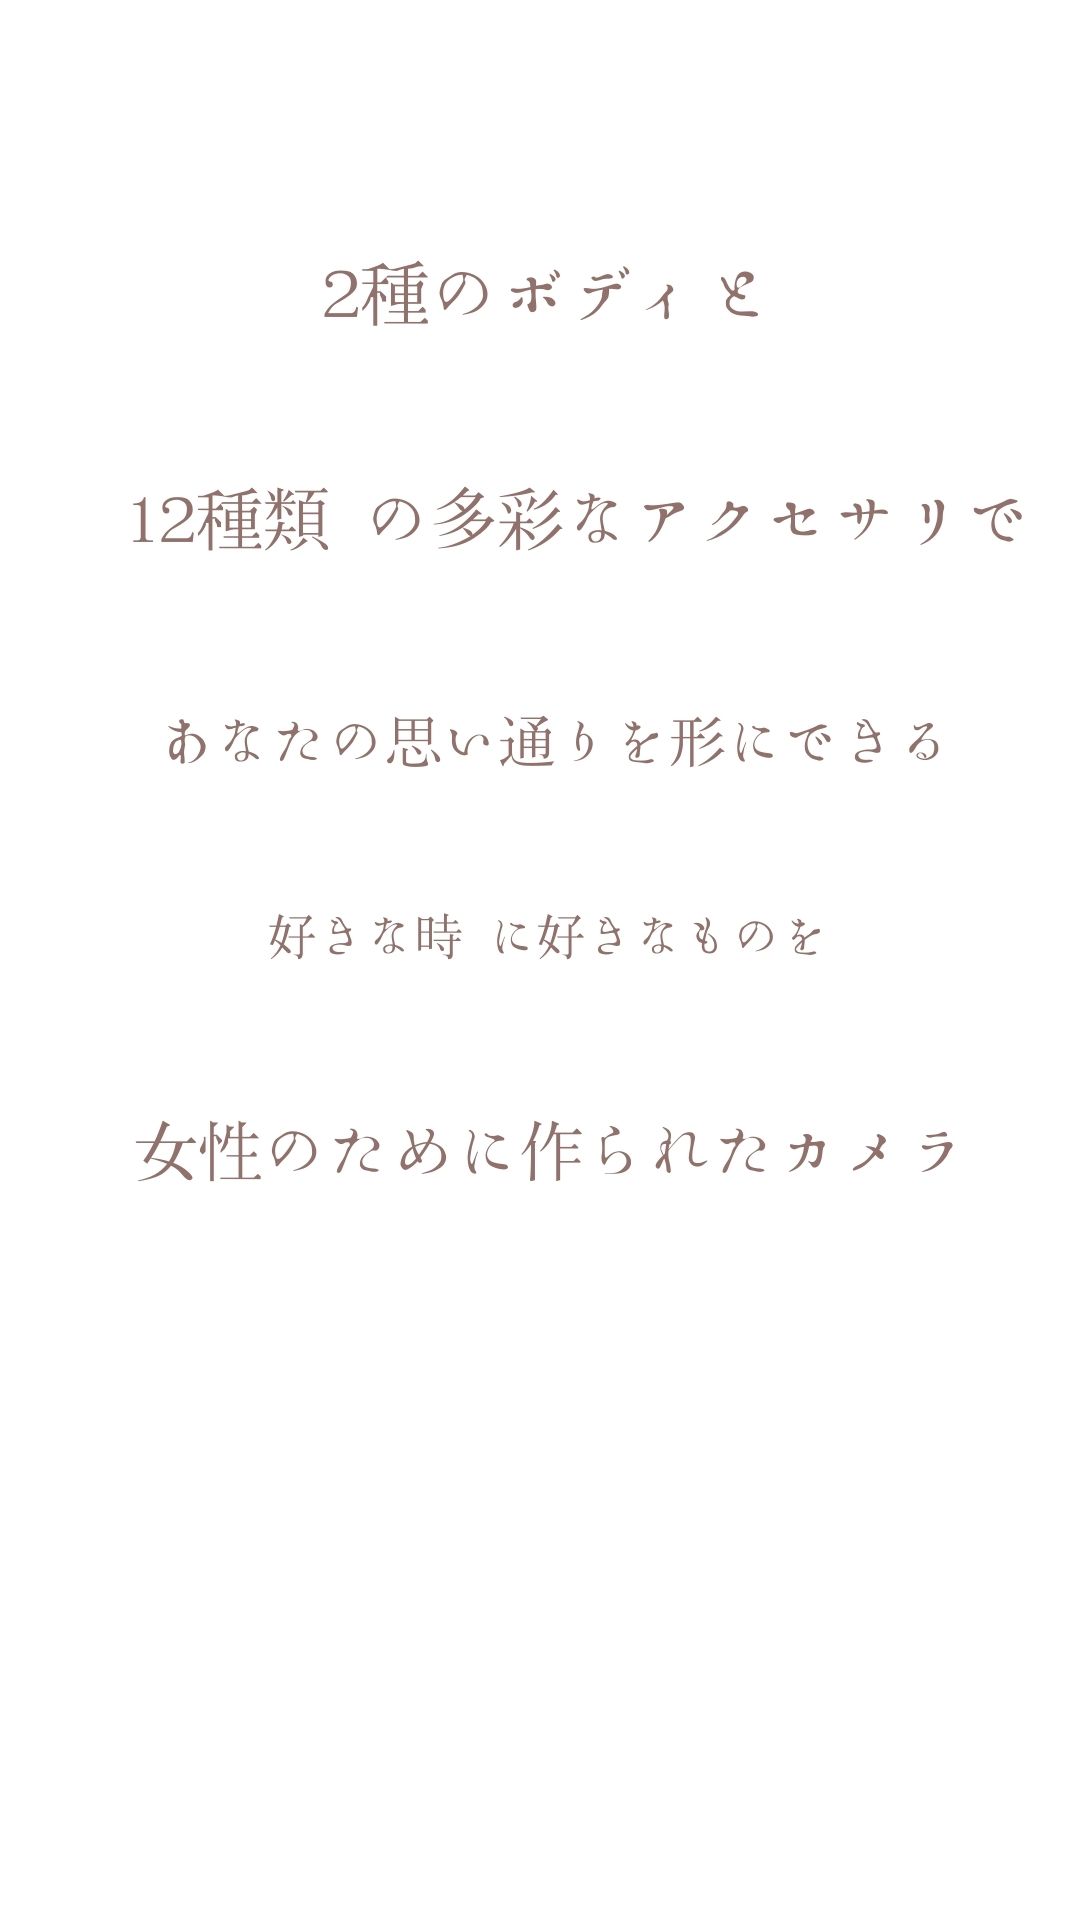 2種のボディと
12種類 の多彩なアクセサリで
あなたの思い通りを形にできる
好きな時 に好きなものを
女性のために作られたカメラ